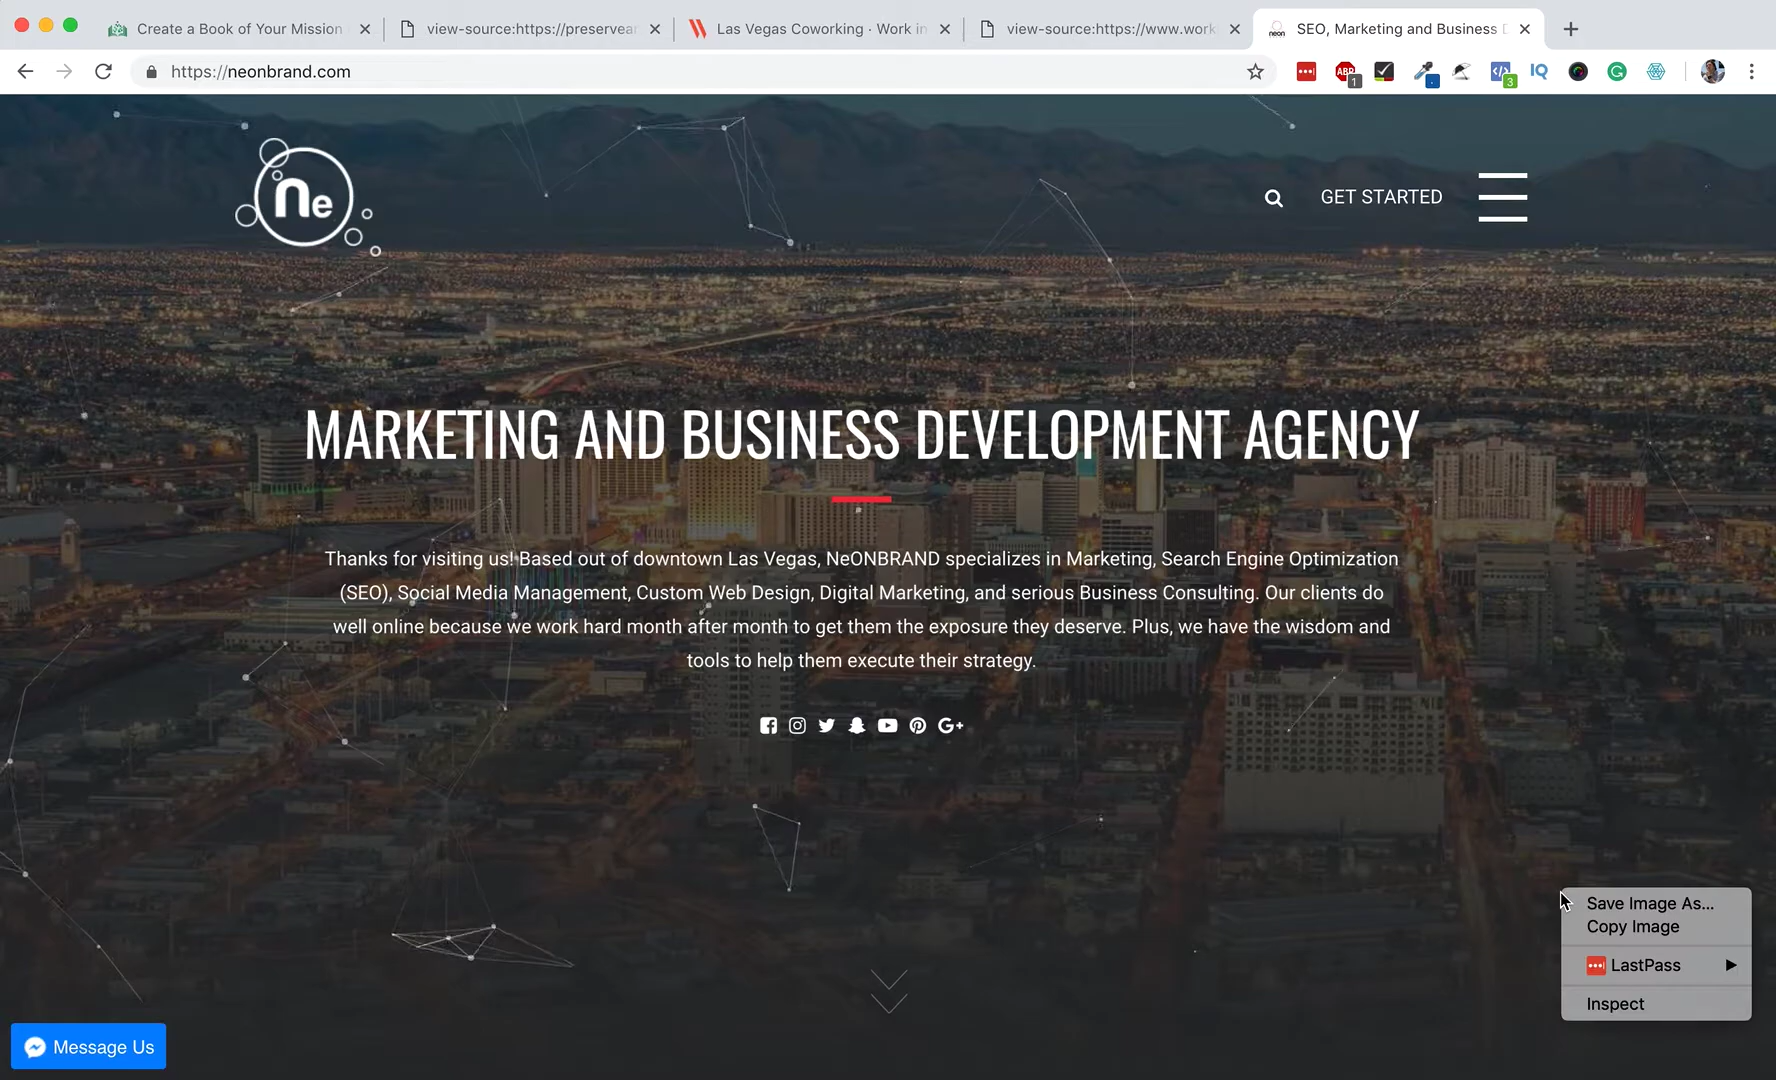 Create a Book of Your Mission
view-source:https://preservear
Las Vegas Coworking · Work in
view-source:https://www.work
SEO, Marketing and Business D
https://neonbrand.com
ABP
1
3
IQ
G
Ne
GET STARTED
MARKETING AND BUSINESS DEVELOPMENT AGENCY
Thanks for visiting us! Based out of downtown Las Vegas, NeONBRAND specializes in Marketing, Search Engine Optimization
(SEO), Social Media Management, Custom Web Design, Digital Marketing, and serious Business Consulting. Our clients do
well online because we work hard month after month to get them the exposure they deserve. Plus, we have the wisdom and
tools to help them execute their strategy.
G+
Save Image As...
Copy Image
LastPass
Inspect
Message Us